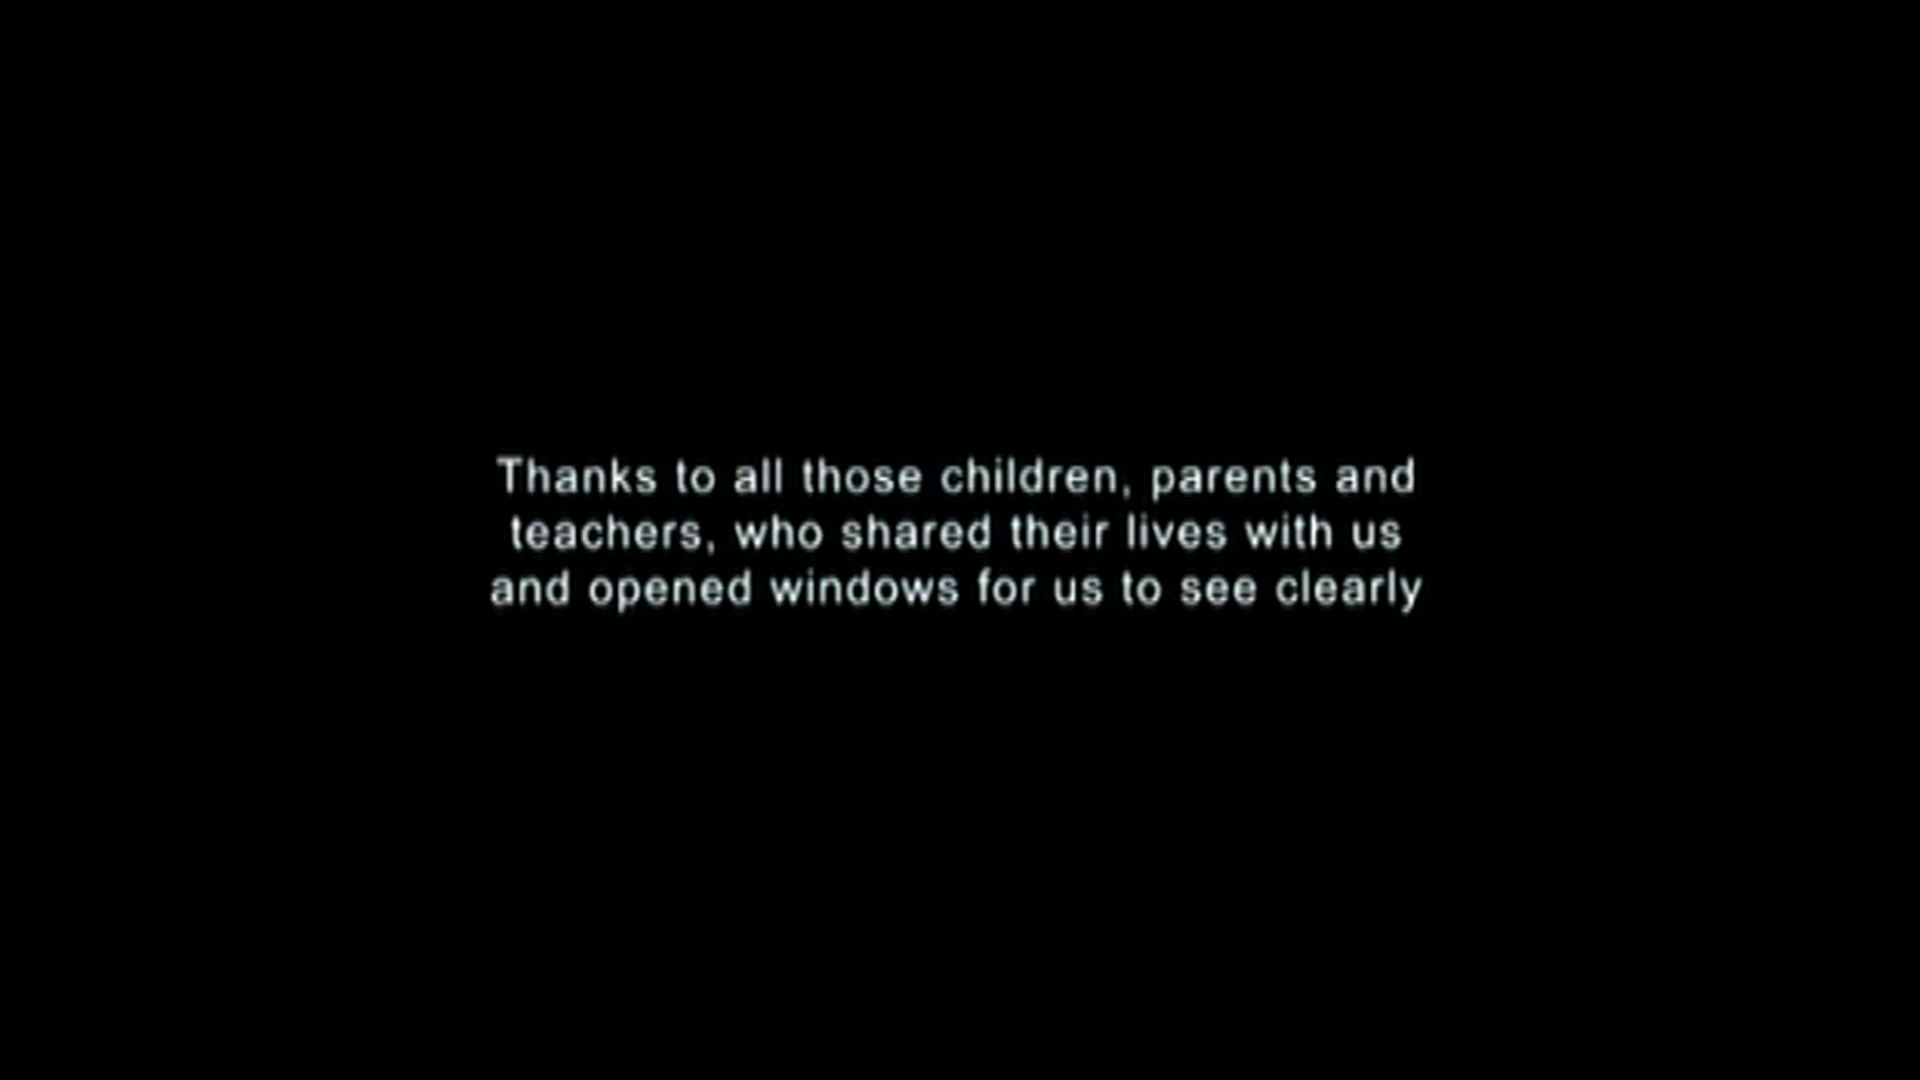 Thanks to all those children, parents and
teachers, who shared their lives with us
and opened windows for us to see clearly